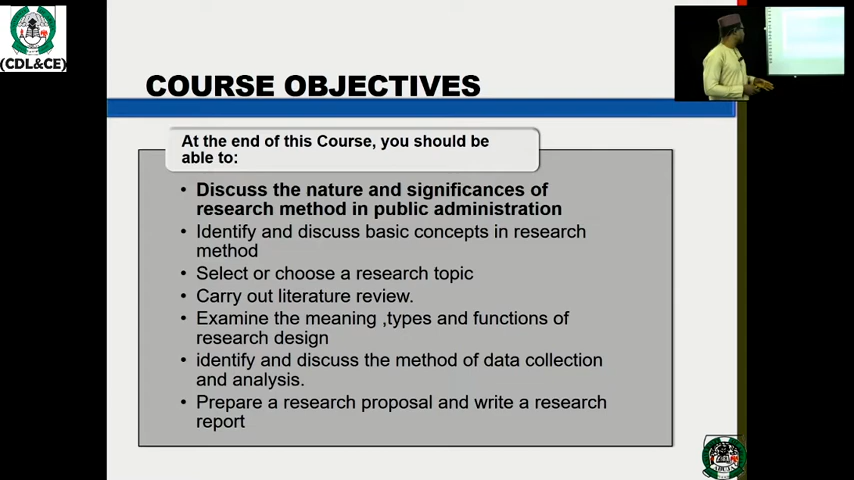 (CDL&CE)
COURSE OBJECTIVES
At the end of this Course, you should be
able to:
• Discuss the nature and significances of
research method in public administration
• Identify and discuss basic concepts in research
method
• Select or choose a research topic
• Carry out literature review.
• Examine the meaning ,types and functions of
research design
• identify and discuss the method of data collection
and analysis.
• Prepare a research proposal and write a research
report